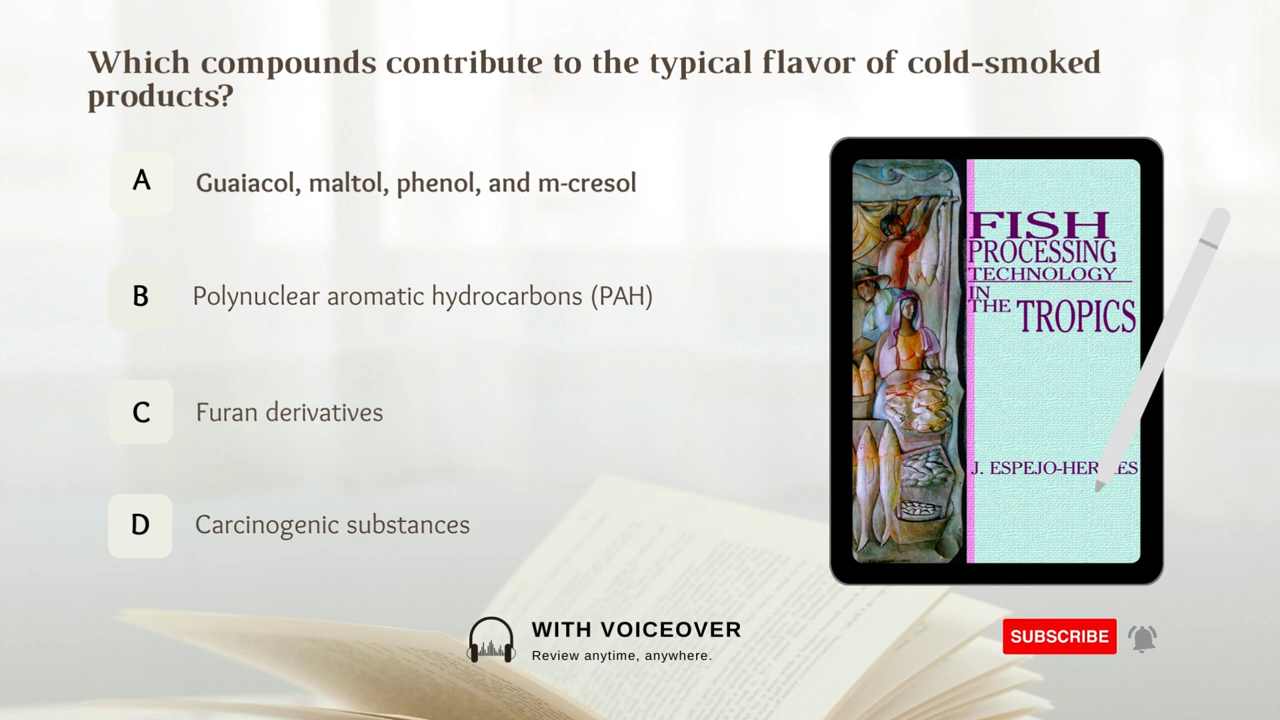 Which compounds contribute to the typical flavor of cold-smoked
products?
A
Guaiacol, maltol, phenol, and m-cresol
B
Polynuclear aromatic hydrocarbons (PAH)
C
Furan derivatives
D
Carcinogenic substances
FISH
PROCESSING
TECHNOLOGY
IN
THE TROPICS
J.
WITH VOICEOVER
Review anytime, anywhere.
SUBSCRIBE